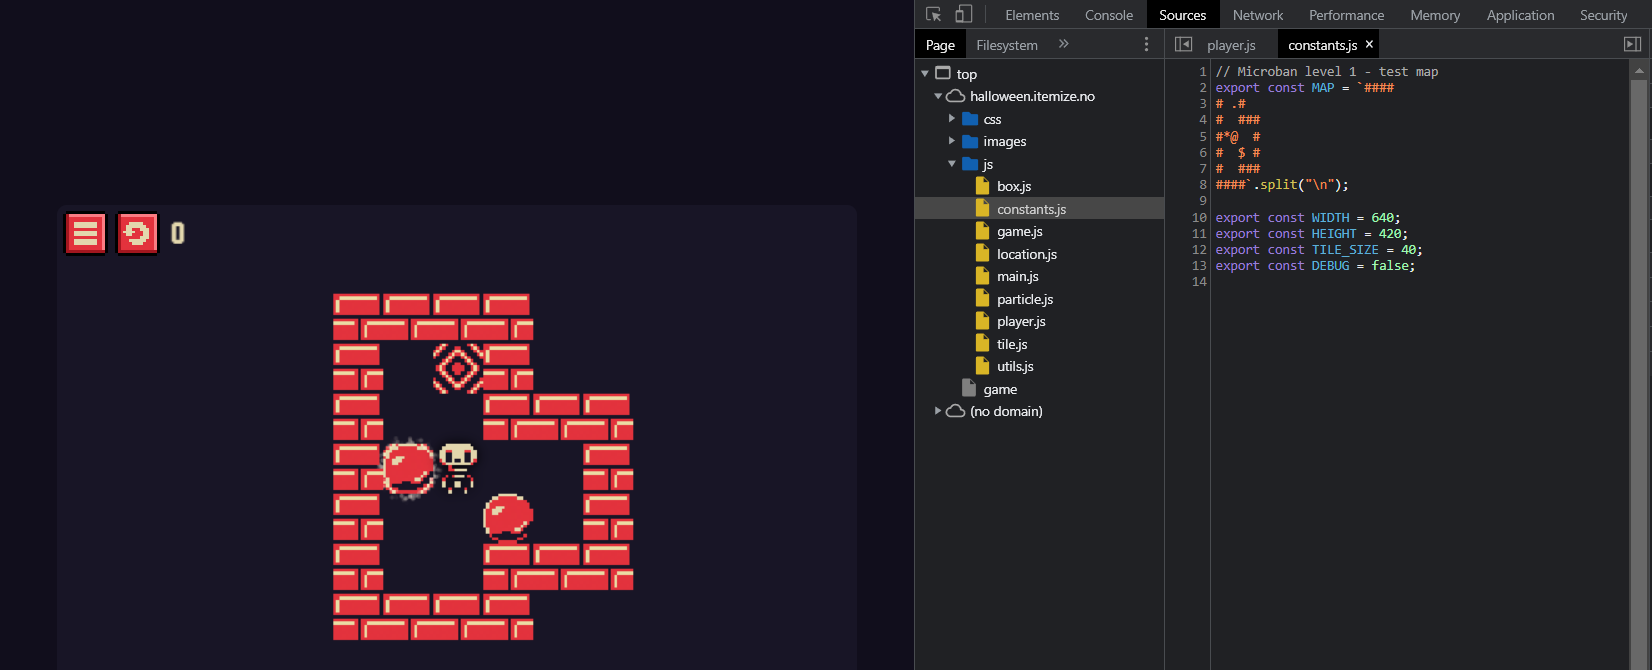 Elements Console Sources Network Performance Memory Application Security
Page Filesystem » player.js constants.js ×
top
halloween.itemize.no
css
images
js
box.js
constants.js
game.js
location.js
main.js
particle.js
player.js
tile.js
utils.js
game
(no domain)
0
1 // Microban level 1 - test map
2 export const MAP = `####
3 # .#
4 #  ###
5 #*@  #
6 #  $ #
7 #  ###
8 ####`.split("\n");
9
10 export const WIDTH = 640;
11 export const HEIGHT = 420;
12 export const TILE_SIZE = 40;
13 export const DEBUG = false;
14